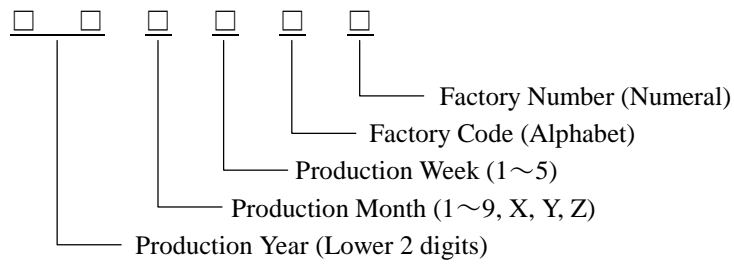 □ □ □ □ □ □
Factory Number (Numeral)
Factory Code (Alphabet)
Production Week (1～5)
Production Month (1～9, X, Y, Z)
Production Year (Lower 2 digits)